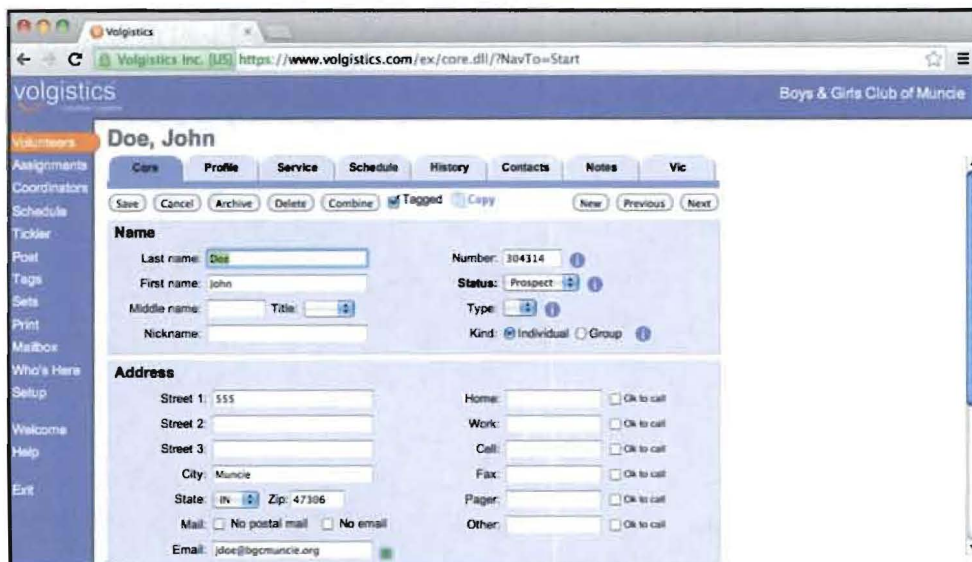 Volgistics
Volgistics Inc. [US] https://www.volgistics.com/ex/core.dll/?NavTo=Start
volgistics
Boys & Girls Club of Muncie
Volunteers
Assignments
Coordinators
Schedule
Tickler
Post
Tags
Sets
Print
Mailbox
Who's Here
Setup
Welcome
Help
Exit
Doe, John
Core Profile Service Schedule History Contacts Notes Vic
Save Cancel Archive Delete Combine Tagged Copy New Previous Next
Name
Last name: Doe Number: 304314
First name: John Status: Prospect
Middle name: Title: Type:
Nickname: Kind: Individual Group
Address
Street 1: 555 Home: Ok to call
Street 2: Work: Ok to call
Street 3: Cell: Ok to call
City: Muncie Fax: Ok to call
State: IN Zip: 47306 Pager: Ok to call
Mail: No postal mail No email Other: Ok to call
Email: jdoe@bgcmuncie.org